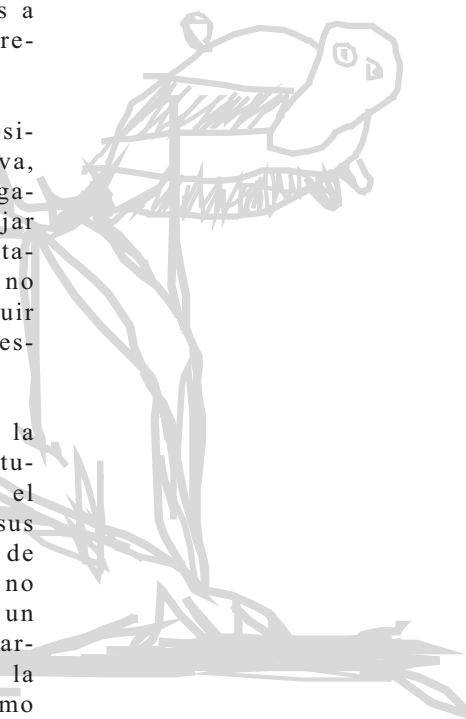 s a
re-
si-
va,
ga-
jar
ta-
no
uir
es-
la
tu-
el
sus
de
no
un
ar-
la
mo